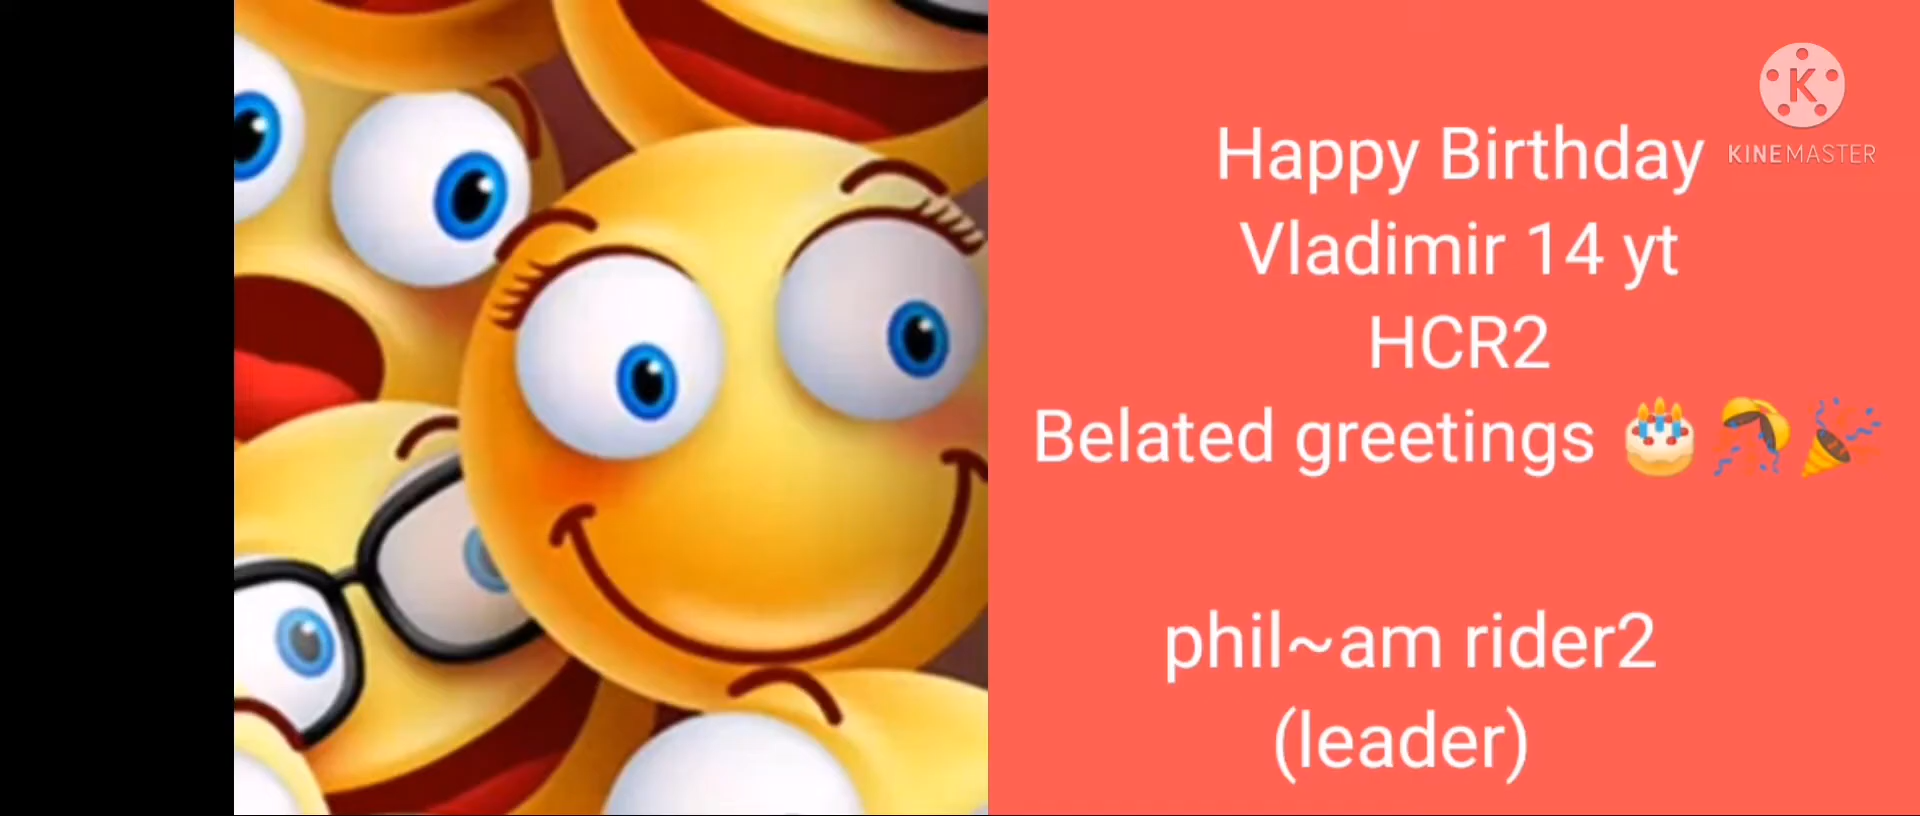 K
KINEMASTER
Happy Birthday
Vladimir 14 yt
HCR2
Belated greetings 🎂🎊🎉
phil~am rider2
(leader)